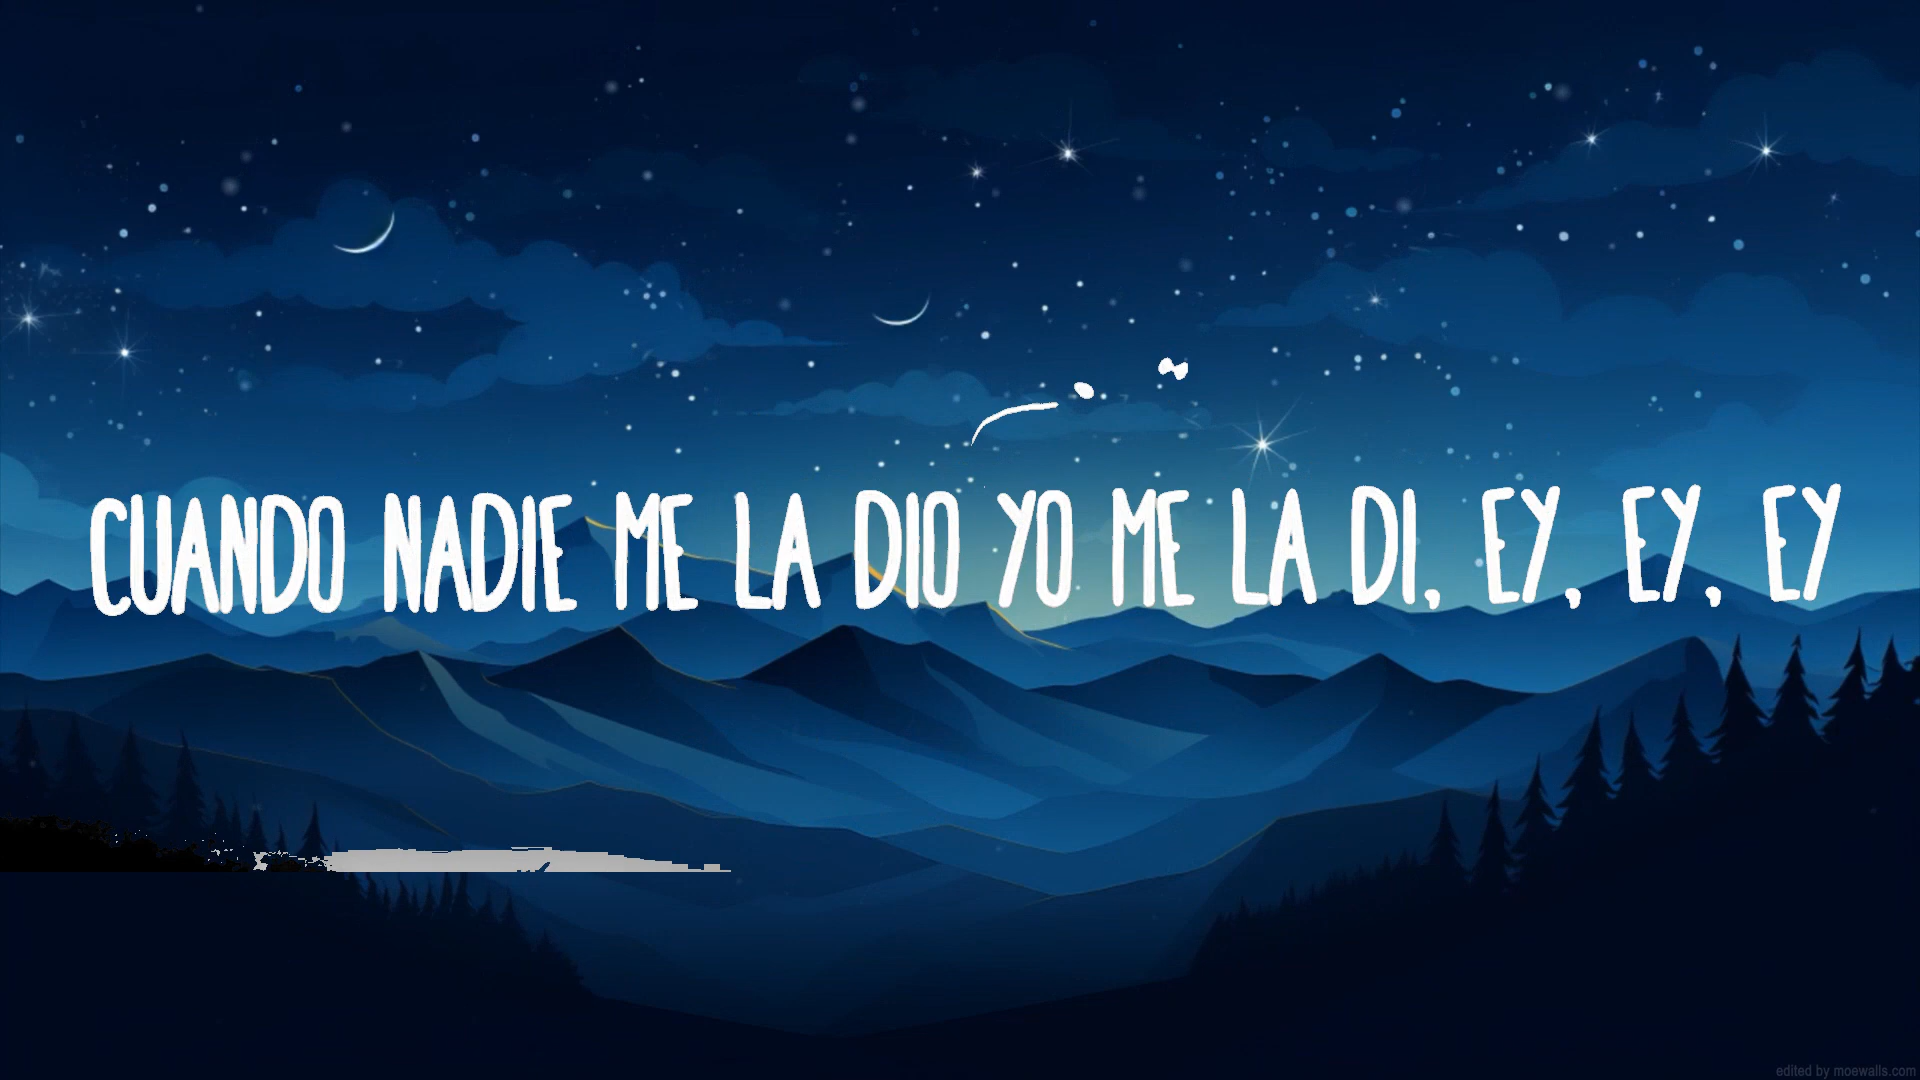 CUANDO NADIE ME LA DIO YO ME LA DI, EY, EY, EY
edited by moewalls.com